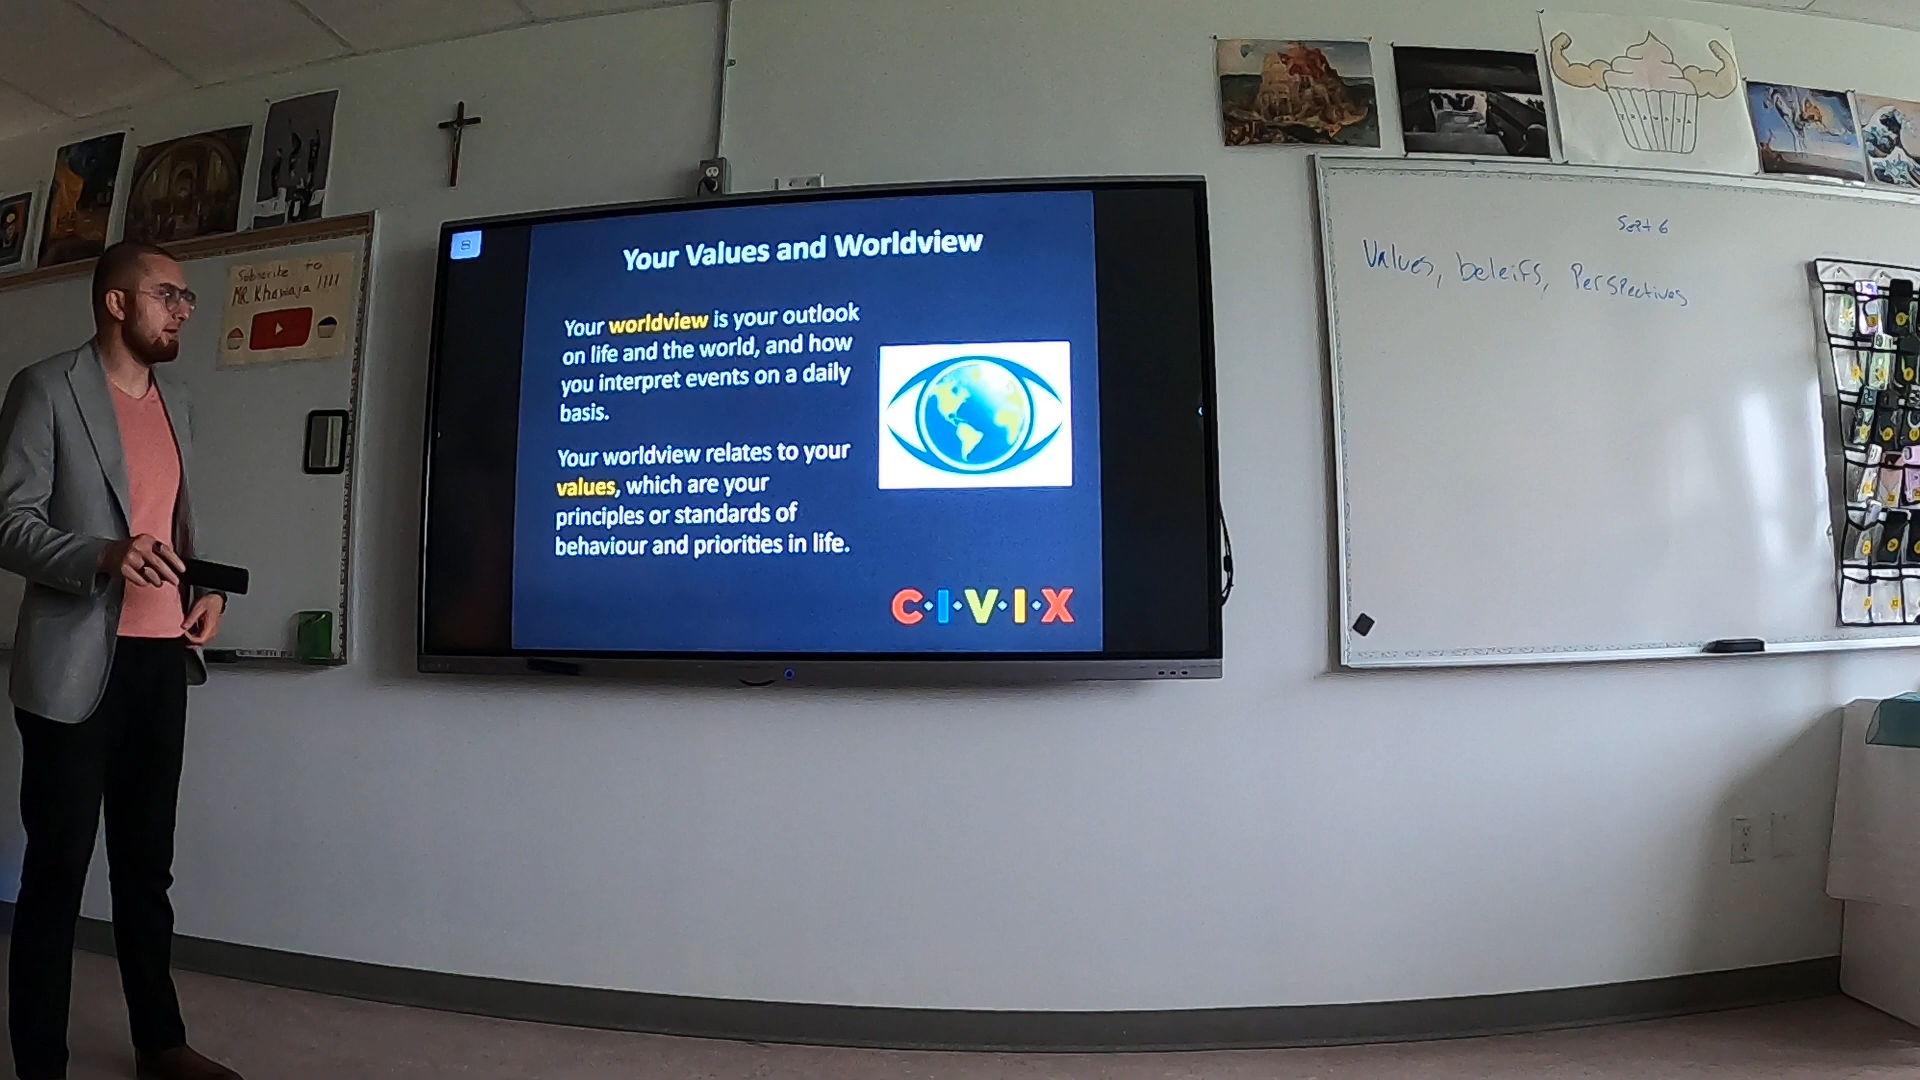 Subscribe to
MR Khawaja !!!!
Your Values and Worldview
Your worldview is your outlook
on life and the world, and how
you interpret events on a daily
basis.
Your worldview relates to your
values, which are your
principles or standards of
behaviour and priorities in life.
C·I·V·I·X
Sept 6
Values, beleifs, Perspectives